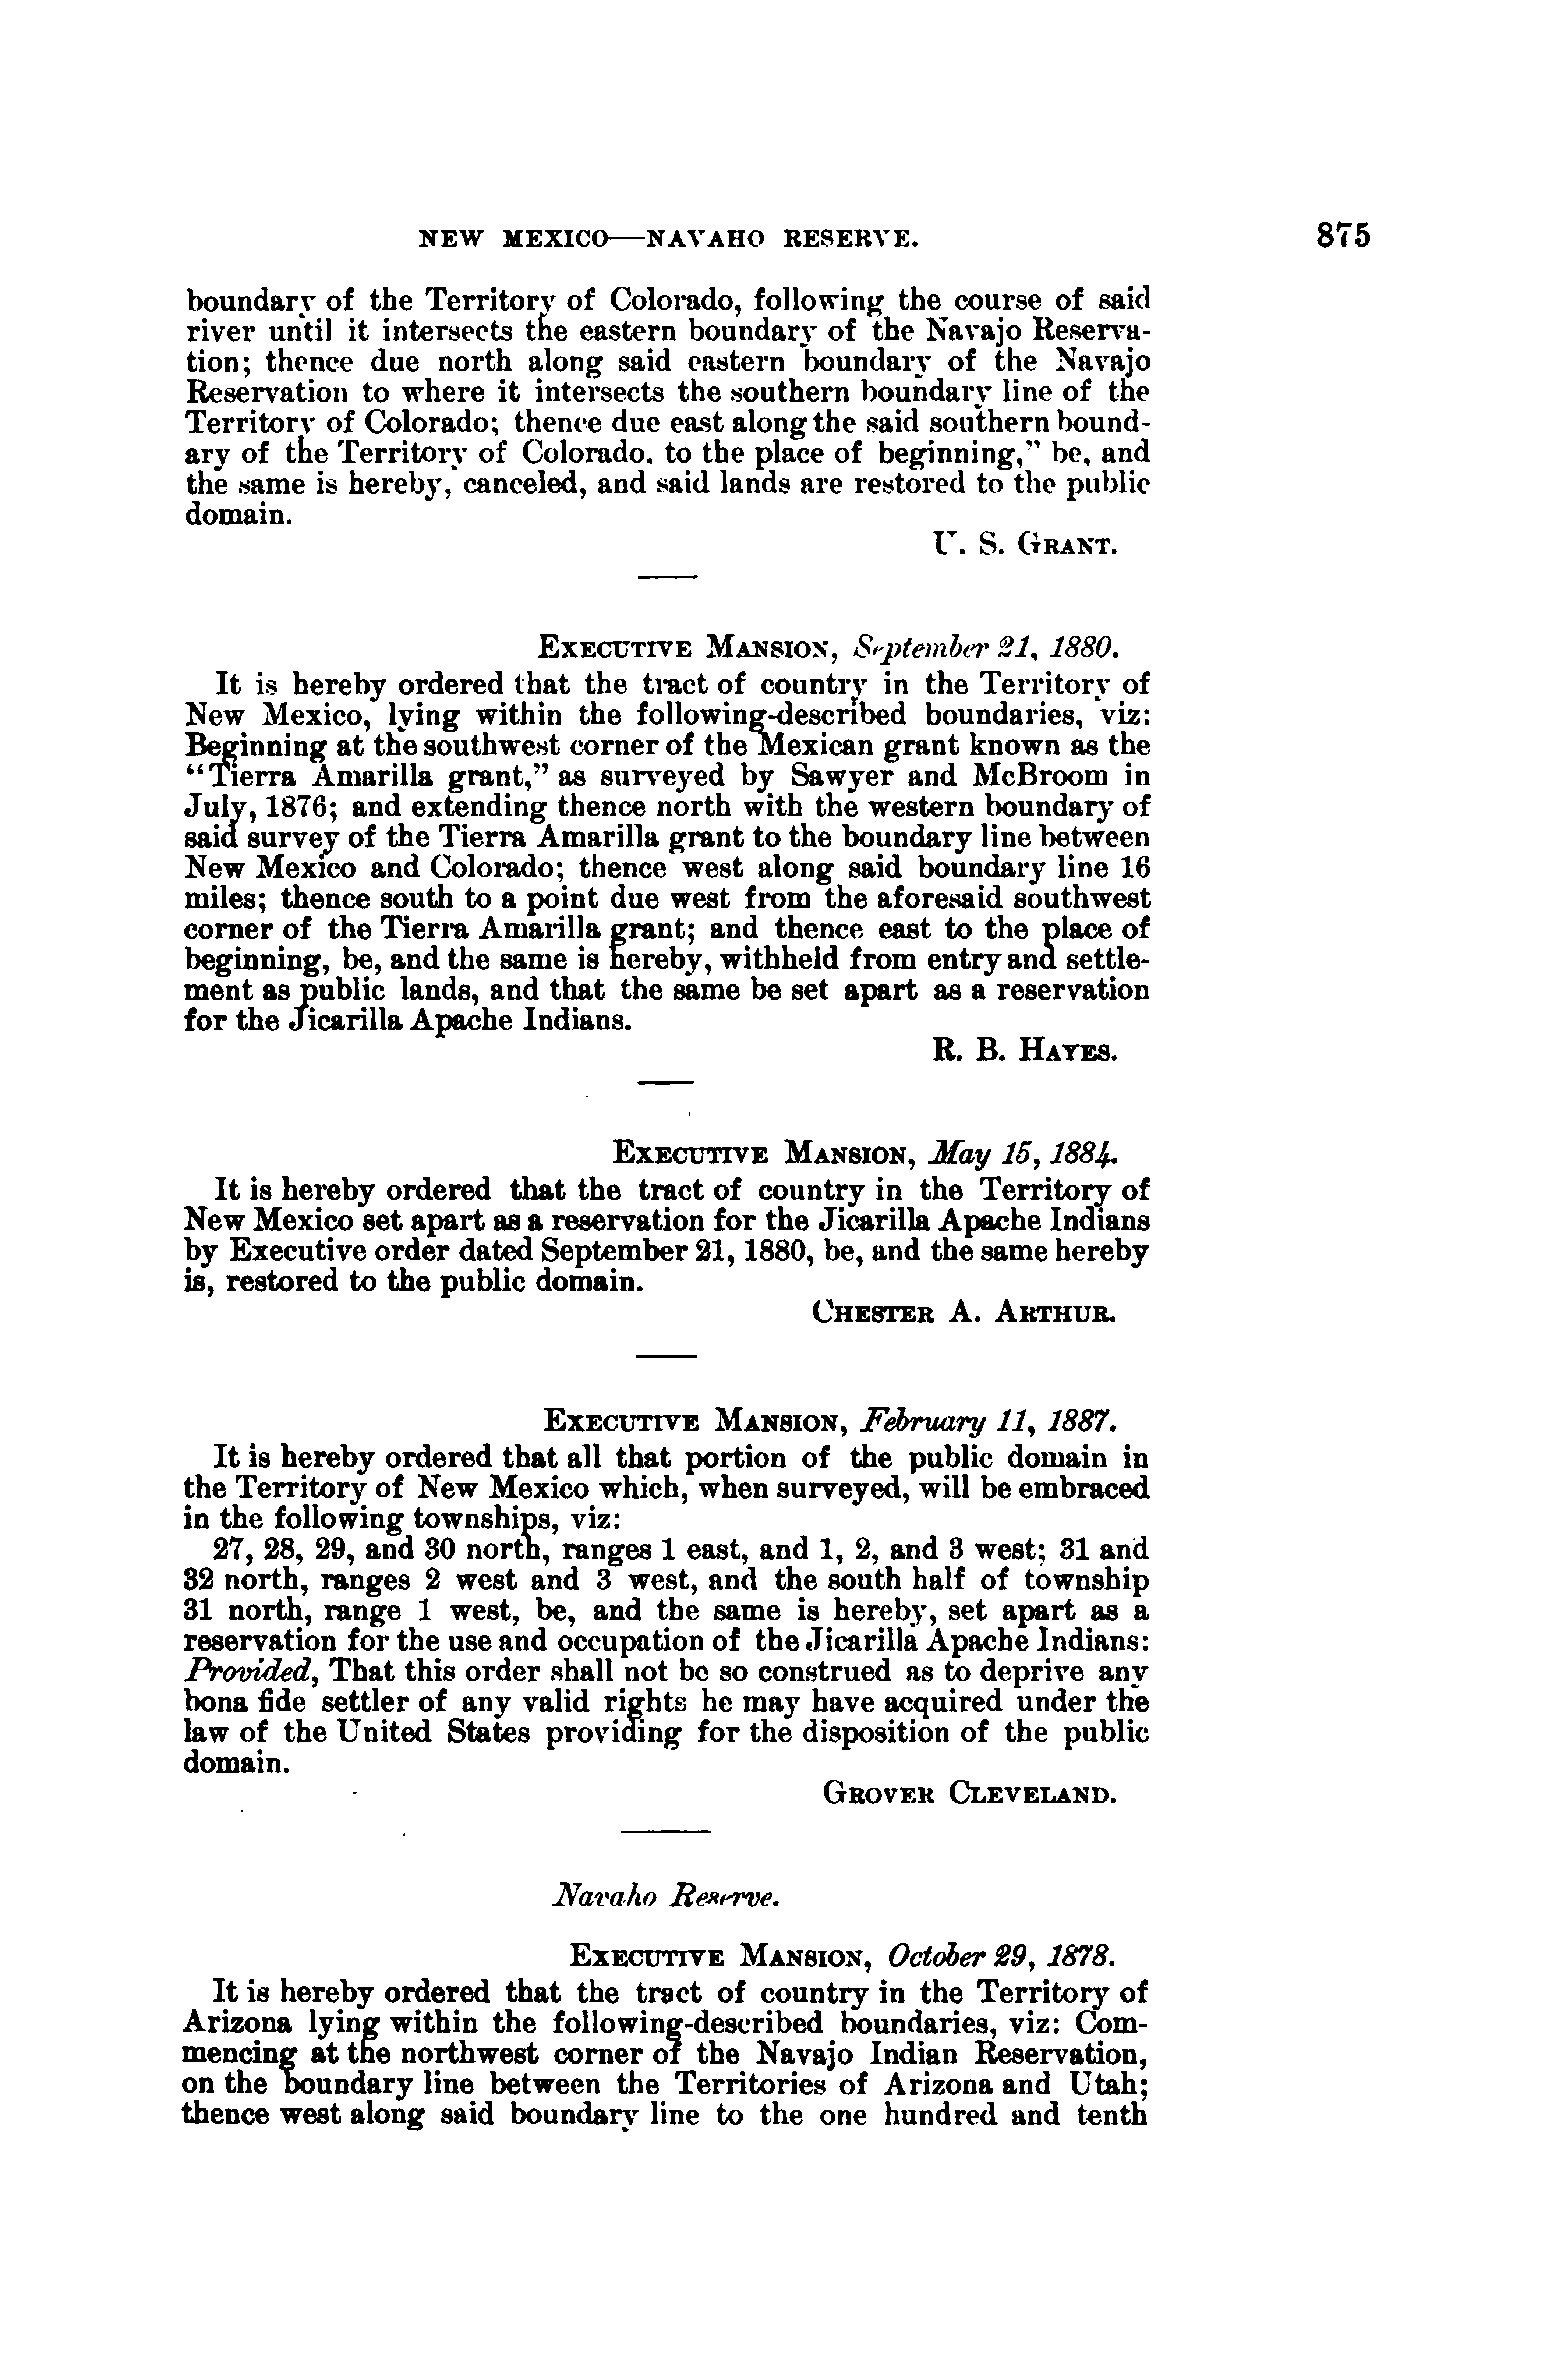 NEW MEXICO—NAVAHO RESERVE. 875
boundary of the Territory of Colorado, following the course of said
river until it intersects the eastern boundary of the Navajo Reserva-
tion; thence due north along said eastern boundary of the Navajo
Reservation to where it intersects the southern boundary line of the
Territory of Colorado; thence due east along the said southern bound-
ary of the Territory of Colorado, to the place of beginning,” be, and
the same is hereby, canceled, and said lands are restored to the public
domain.
U. S. GRANT.
EXECUTIVE MANSION, September 21, 1880.
It is hereby ordered that the tract of country in the Territory of
New Mexico, lying within the following-described boundaries, viz:
Beginning at the southwest corner of the Mexican grant known as the
“Tierra Amarilla grant,” as surveyed by Sawyer and McBroom in
July, 1876; and extending thence north with the western boundary of
said survey of the Tierra Amarilla grant to the boundary line between
New Mexico and Colorado; thence west along said boundary line 16
miles; thence south to a point due west from the aforesaid southwest
corner of the Tierra Amarilla grant; and thence east to the place of
beginning, be, and the same is hereby, withheld from entry and settle-
ment as public lands, and that the same be set apart as a reservation
for the Jicarilla Apache Indians.
R. B. HAYES.
EXECUTIVE MANSION, May 15, 1884.
It is hereby ordered that the tract of country in the Territory of
New Mexico set apart as a reservation for the Jicarilla Apache Indians
by Executive order dated September 21, 1880, be, and the same hereby
is, restored to the public domain.
CHESTER A. ARTHUR.
EXECUTIVE MANSION, February 11, 1887.
It is hereby ordered that all that portion of the public domain in
the Territory of New Mexico which, when surveyed, will be embraced
in the following townships, viz:
27, 28, 29, and 30 north, ranges 1 east, and 1, 2, and 3 west; 31 and
32 north, ranges 2 west and 3 west, and the south half of township
31 north, range 1 west, be, and the same is hereby, set apart as a
reservation for the use and occupation of the Jicarilla Apache Indians:
Provided, That this order shall not be so construed as to deprive any
bona fide settler of any valid rights he may have acquired under the
law of the United States providing for the disposition of the public
domain.
GROVER CLEVELAND.
Navaho Reserve.
EXECUTIVE MANSION, October 29, 1878.
It is hereby ordered that the tract of country in the Territory of
Arizona lying within the following-described boundaries, viz: Com-
mencing at the northwest corner of the Navajo Indian Reservation,
on the boundary line between the Territories of Arizona and Utah;
thence west along said boundary line to the one hundred and tenth